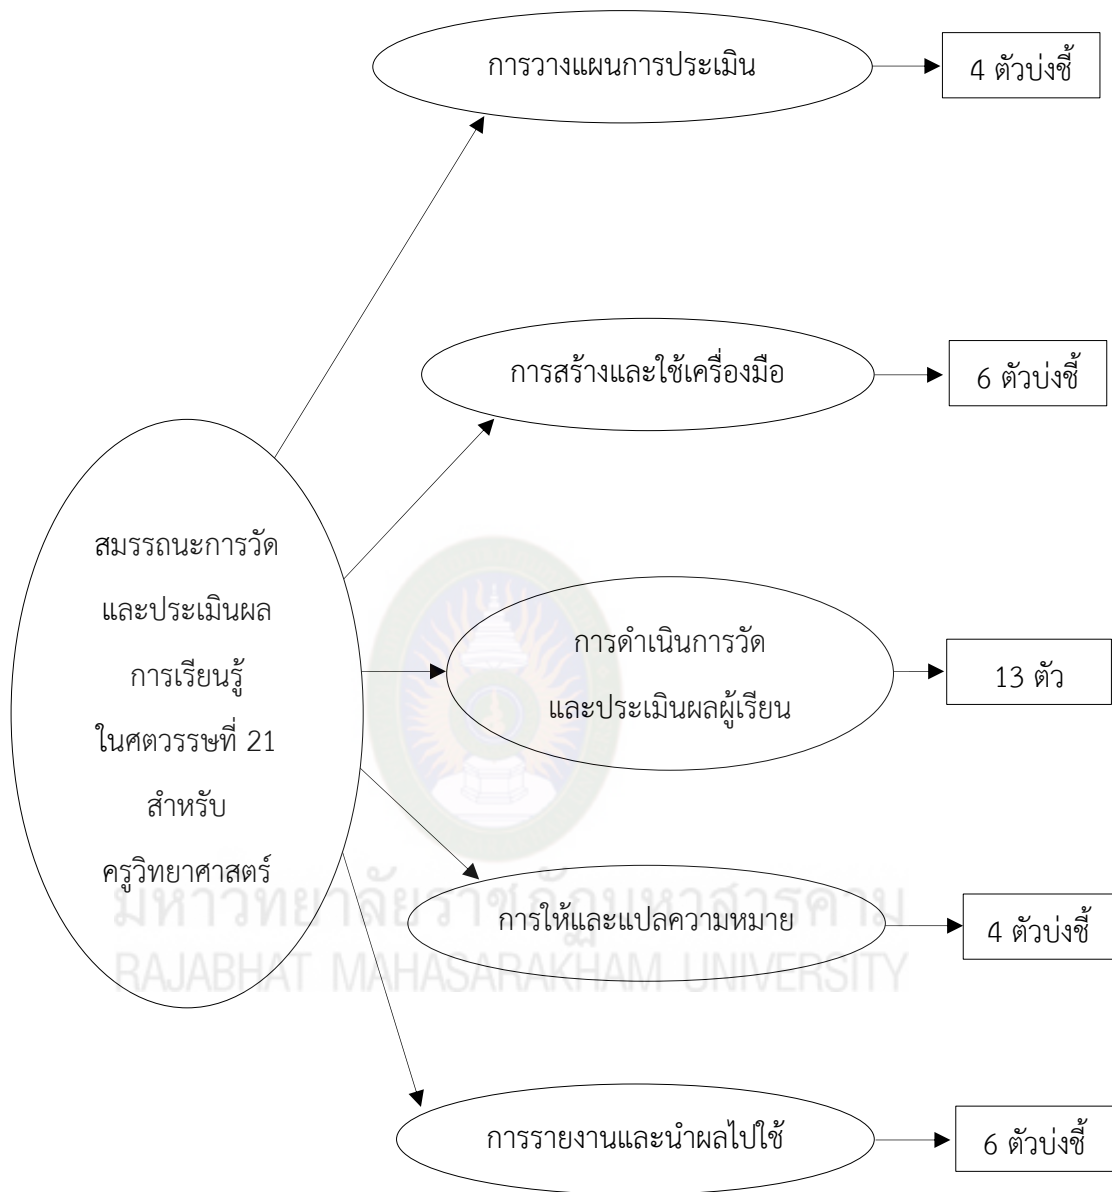 การวางแผนการประเมิน
4 ตัวบ่งชี้
การสร้างและใช้เครื่องมือ
6 ตัวบ่งชี้
สมรรถนะการวัด
และประเมินผล
การเรียนรู้
ในศตวรรษที่ 21
สำหรับ
ครูวิทยาศาสตร์
การดำเนินการวัด
และประเมินผลผู้เรียน
13 ตัว
การให้และแปลความหมาย
4 ตัวบ่งชี้
การรายงานและนำผลไปใช้
6 ตัวบ่งชี้
มหาวิทยาลัยราชภัฏมหาสารคาม
RAJABHAT MAHASARAKHAM UNIVERSITY